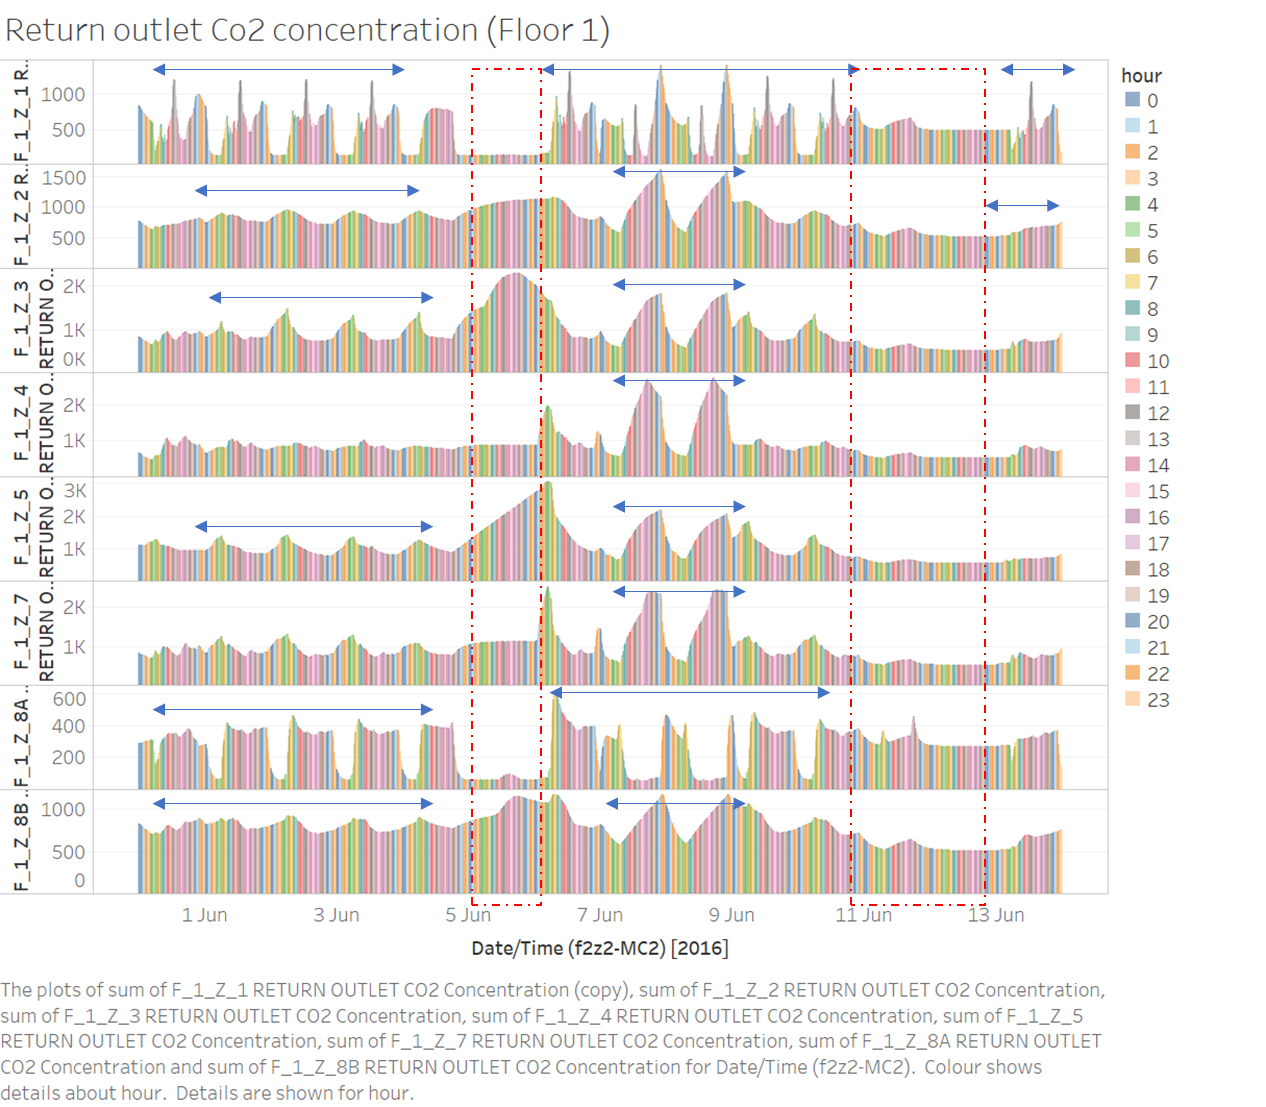 Return outlet Co2 concentration (Floor 1)
F_1_Z_1 R..
1000
500
F_1_Z_2 R..
1500
1000
500
F_1_Z_3
RETURN O..
2K
1K
0K
F_1_Z_4
RETURN O..
2K
1K
F_1_Z_5
RETURN O..
3K
2K
1K
F_1_Z_7
RETURN O..
2K
1K
F_1_Z_8A ..
600
400
200
F_1_Z_8B ..
1000
500
0
1 Jun
3 Jun
5 Jun
7 Jun
9 Jun
11 Jun
13 Jun
Date/Time (f2z2-MC2) [2016]
hour
0
1
2
3
4
5
6
7
8
9
10
11
12
13
14
15
16
17
18
19
20
21
22
23
The plots of sum of F_1_Z_1 RETURN OUTLET CO2 Concentration (copy), sum of F_1_Z_2 RETURN OUTLET CO2 Concentration,
sum of F_1_Z_3 RETURN OUTLET CO2 Concentration, sum of F_1_Z_4 RETURN OUTLET CO2 Concentration, sum of F_1_Z_5
RETURN OUTLET CO2 Concentration, sum of F_1_Z_7 RETURN OUTLET CO2 Concentration, sum of F_1_Z_8A RETURN OUTLET
CO2 Concentration and sum of F_1_Z_8B RETURN OUTLET CO2 Concentration for Date/Time (f2z2-MC2).  Colour shows
details about hour.  Details are shown for hour.